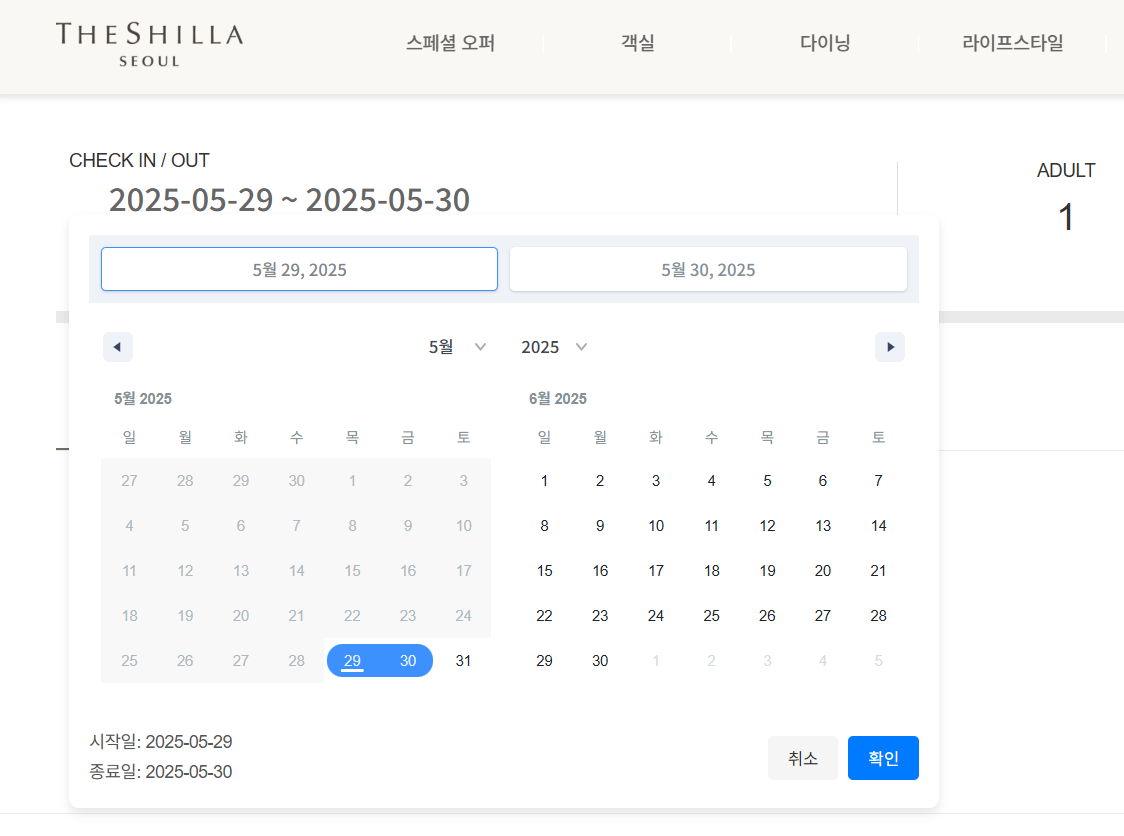 THE SHILLA
SEOUL
스페셜 오퍼 객실 다이닝 라이프스타일
CHECK IN / OUT
2025-05-29 ~ 2025-05-30
ADULT
1
5월 29, 2025 5월 30, 2025
5월 2025
5월 2025
일 월 화 수 목 금 토
27 28 29 30 1 2 3
4 5 6 7 8 9 10
11 12 13 14 15 16 17
18 19 20 21 22 23 24
25 26 27 28 29 30 31
6월 2025
일 월 화 수 목 금 토
1 2 3 4 5 6 7
8 9 10 11 12 13 14
15 16 17 18 19 20 21
22 23 24 25 26 27 28
29 30 1 2 3 4 5
시작일: 2025-05-29
종료일: 2025-05-30
취소 확인